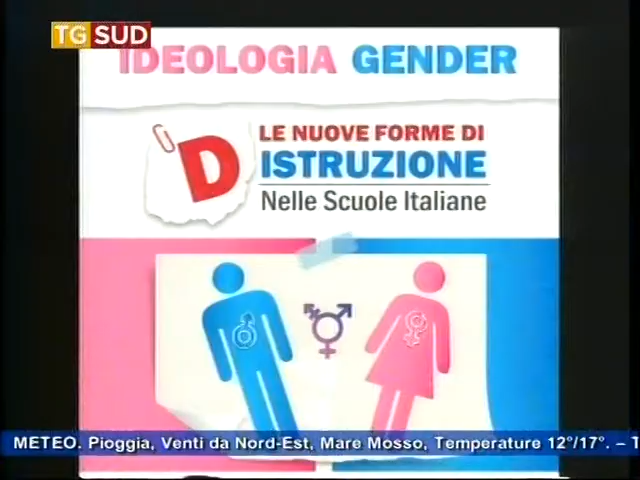 TG SUD
IDEOLOGIA GENDER
D
LE NUOVE FORME DI
ISTRUZIONE
Nelle Scuole Italiane
METEO. Pioggia, Venti da Nord-Est, Mare Mosso, Temperature 12°/17°. – T